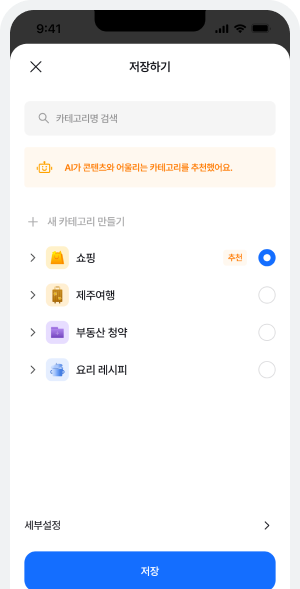 9:41
저장하기
카테고리명 검색
AI가 콘텐츠와 어울리는 카테고리를 추천했어요.
새 카테고리 만들기
쇼핑 추천
제주여행
부동산 청약
요리 레시피
세부설정
저장